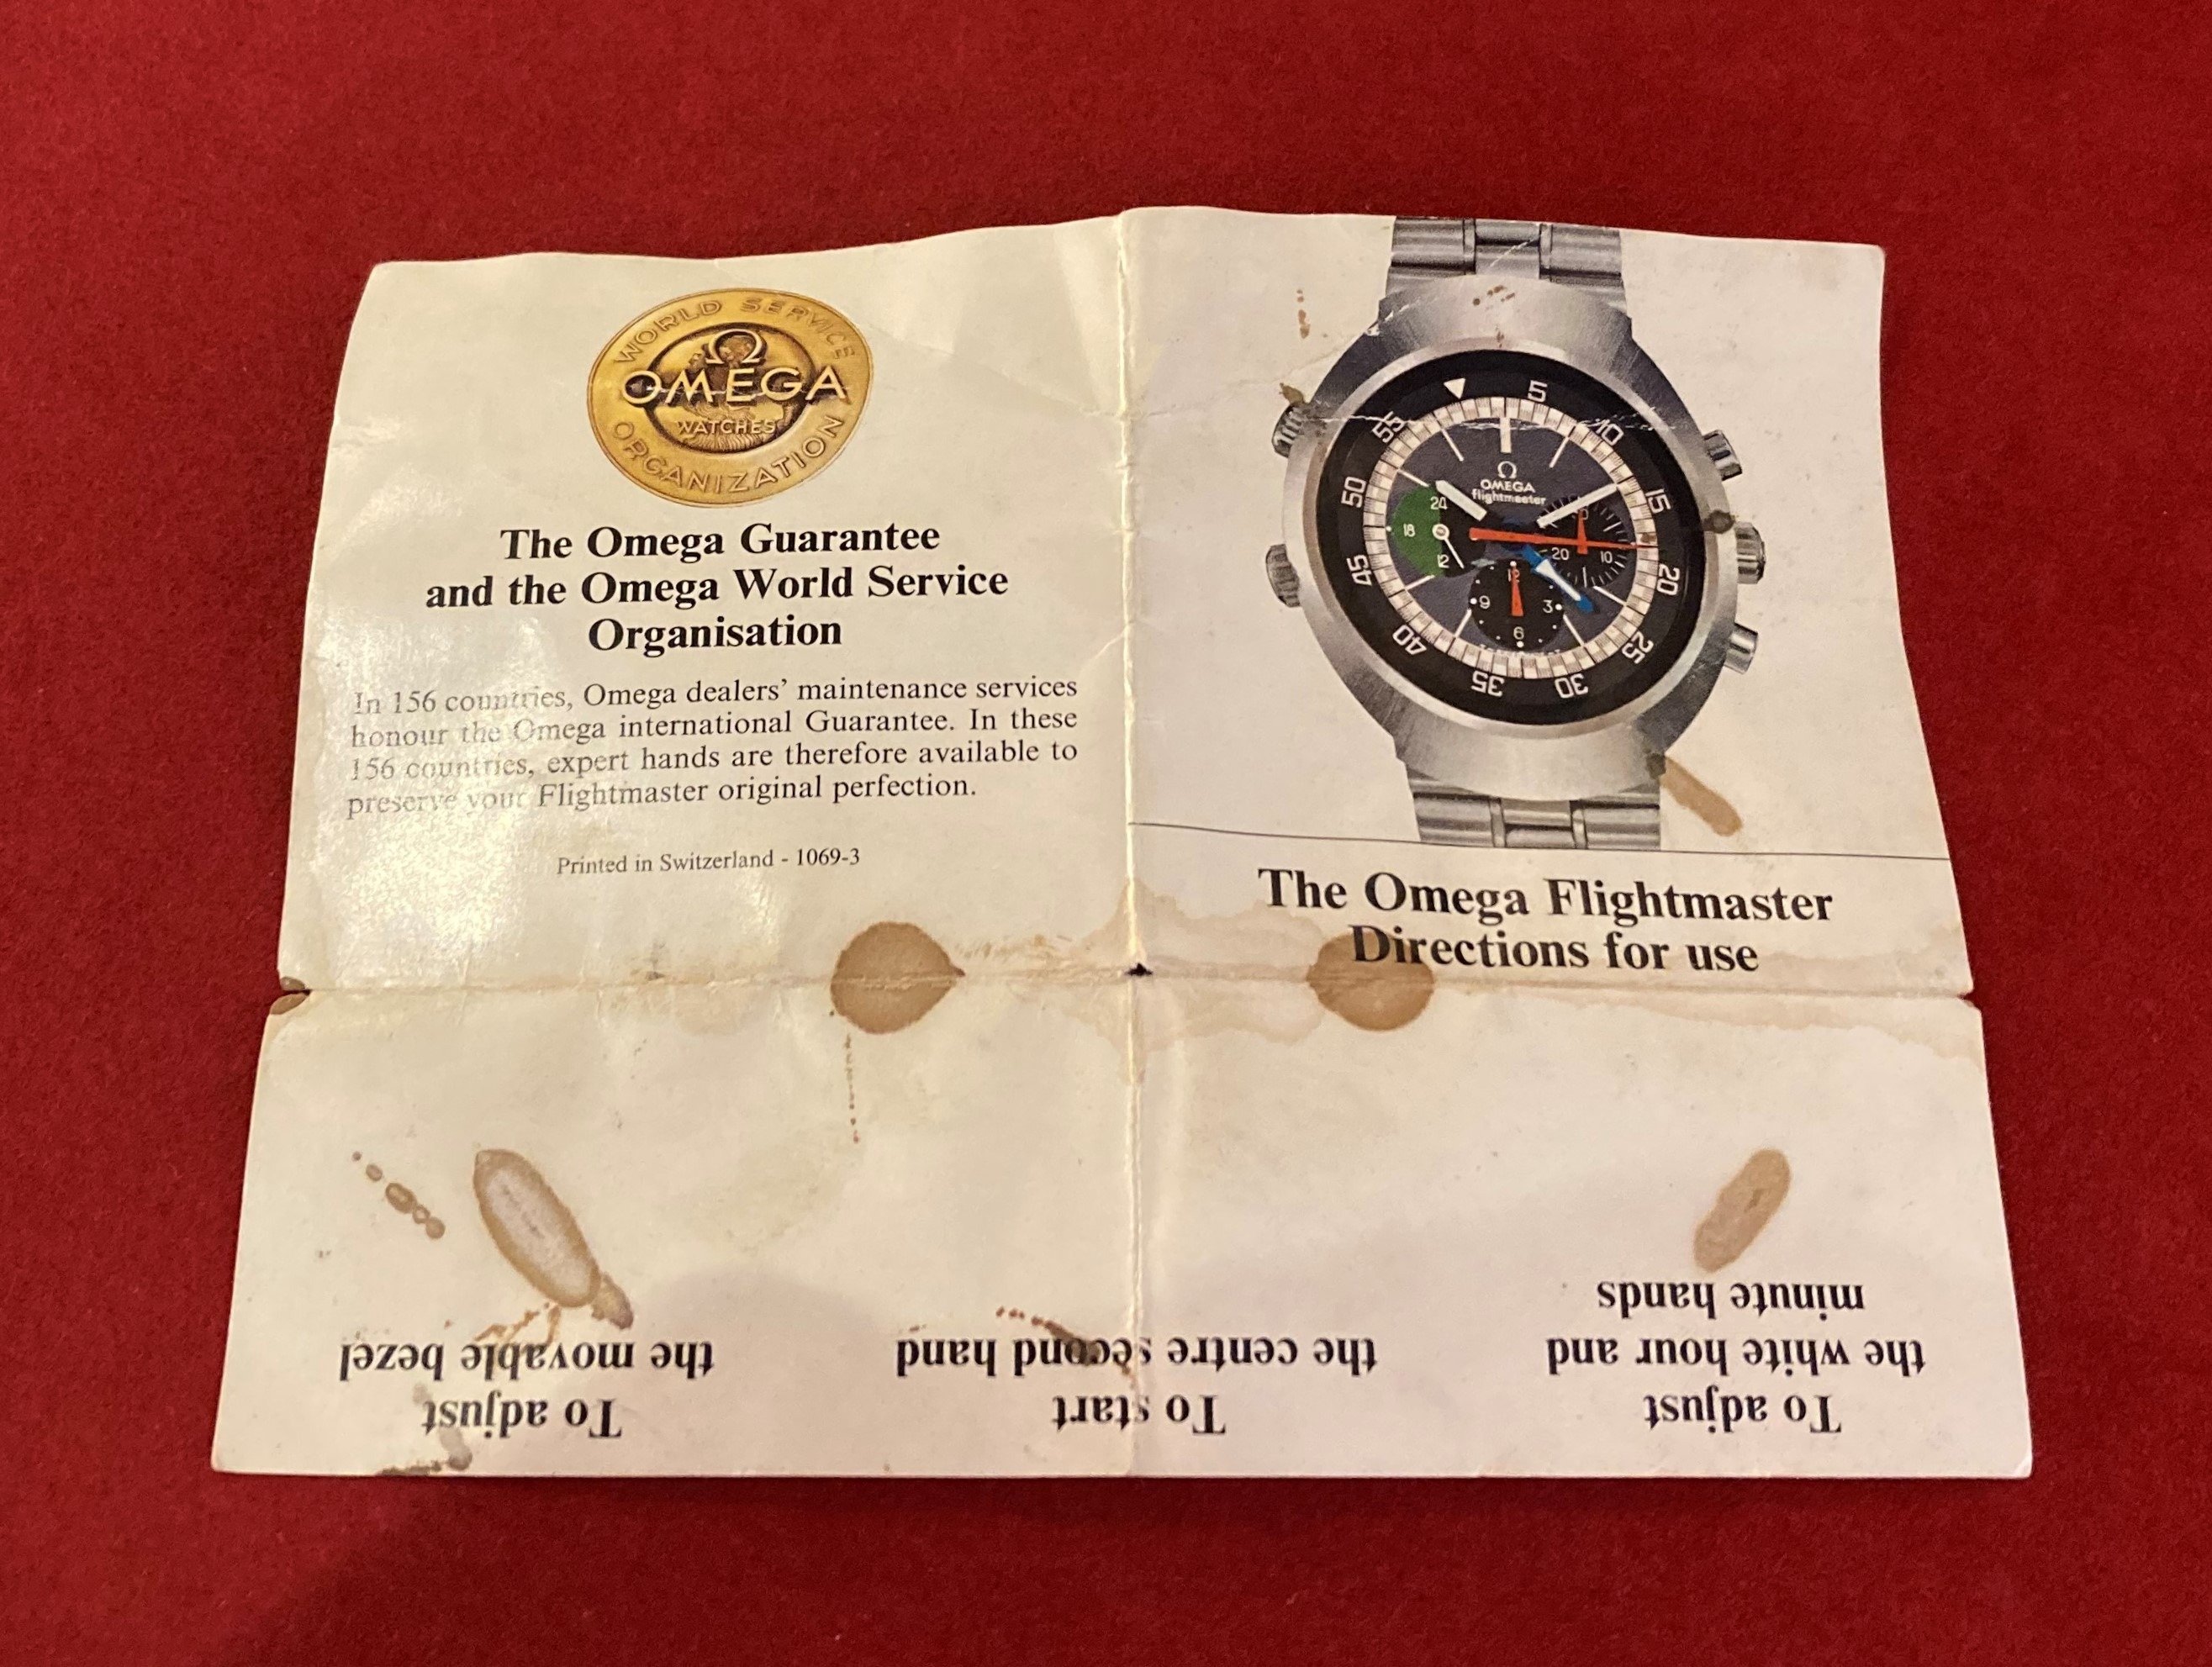 WORLD SERVICE
Ω
OMEGA
WATCHES
ORGANIZATION
The Omega Guarantee
and the Omega World Service
Organisation
In 156 countries, Omega dealers’ maintenance services
honour the Omega international Guarantee. In these
156 countries, expert hands are therefore available to
preserve your Flightmaster original perfection.
Printed in Switzerland - 1069-3
5
10
15
20
25
30
35
40
45
50
55
Ω
OMEGA
flightmaster
24
18
12
20
10
12
3
6
9
The Omega Flightmaster
Directions for use
To adjust
the white hour and
minute hands
To start
the centre second hand
To adjust
the movable bezel